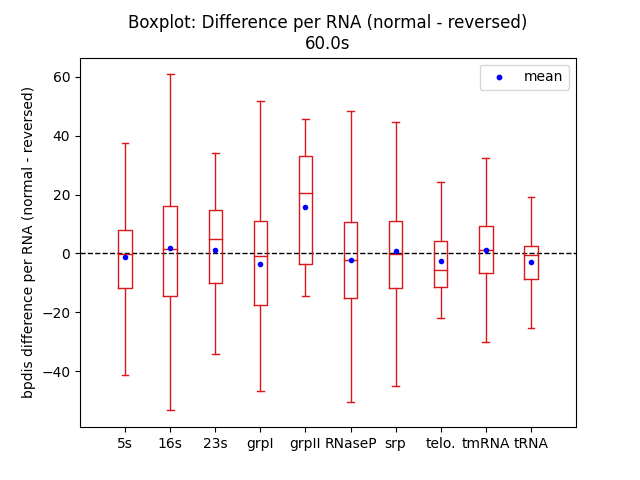 Boxplot: Difference per RNA (normal - reversed)
60.0s
mean
bpdis difference per RNA (normal - reversed)
60
40
20
0
−20
−40
5s 16s 23s grpI grpII RNaseP srp telo. tmRNA tRNA